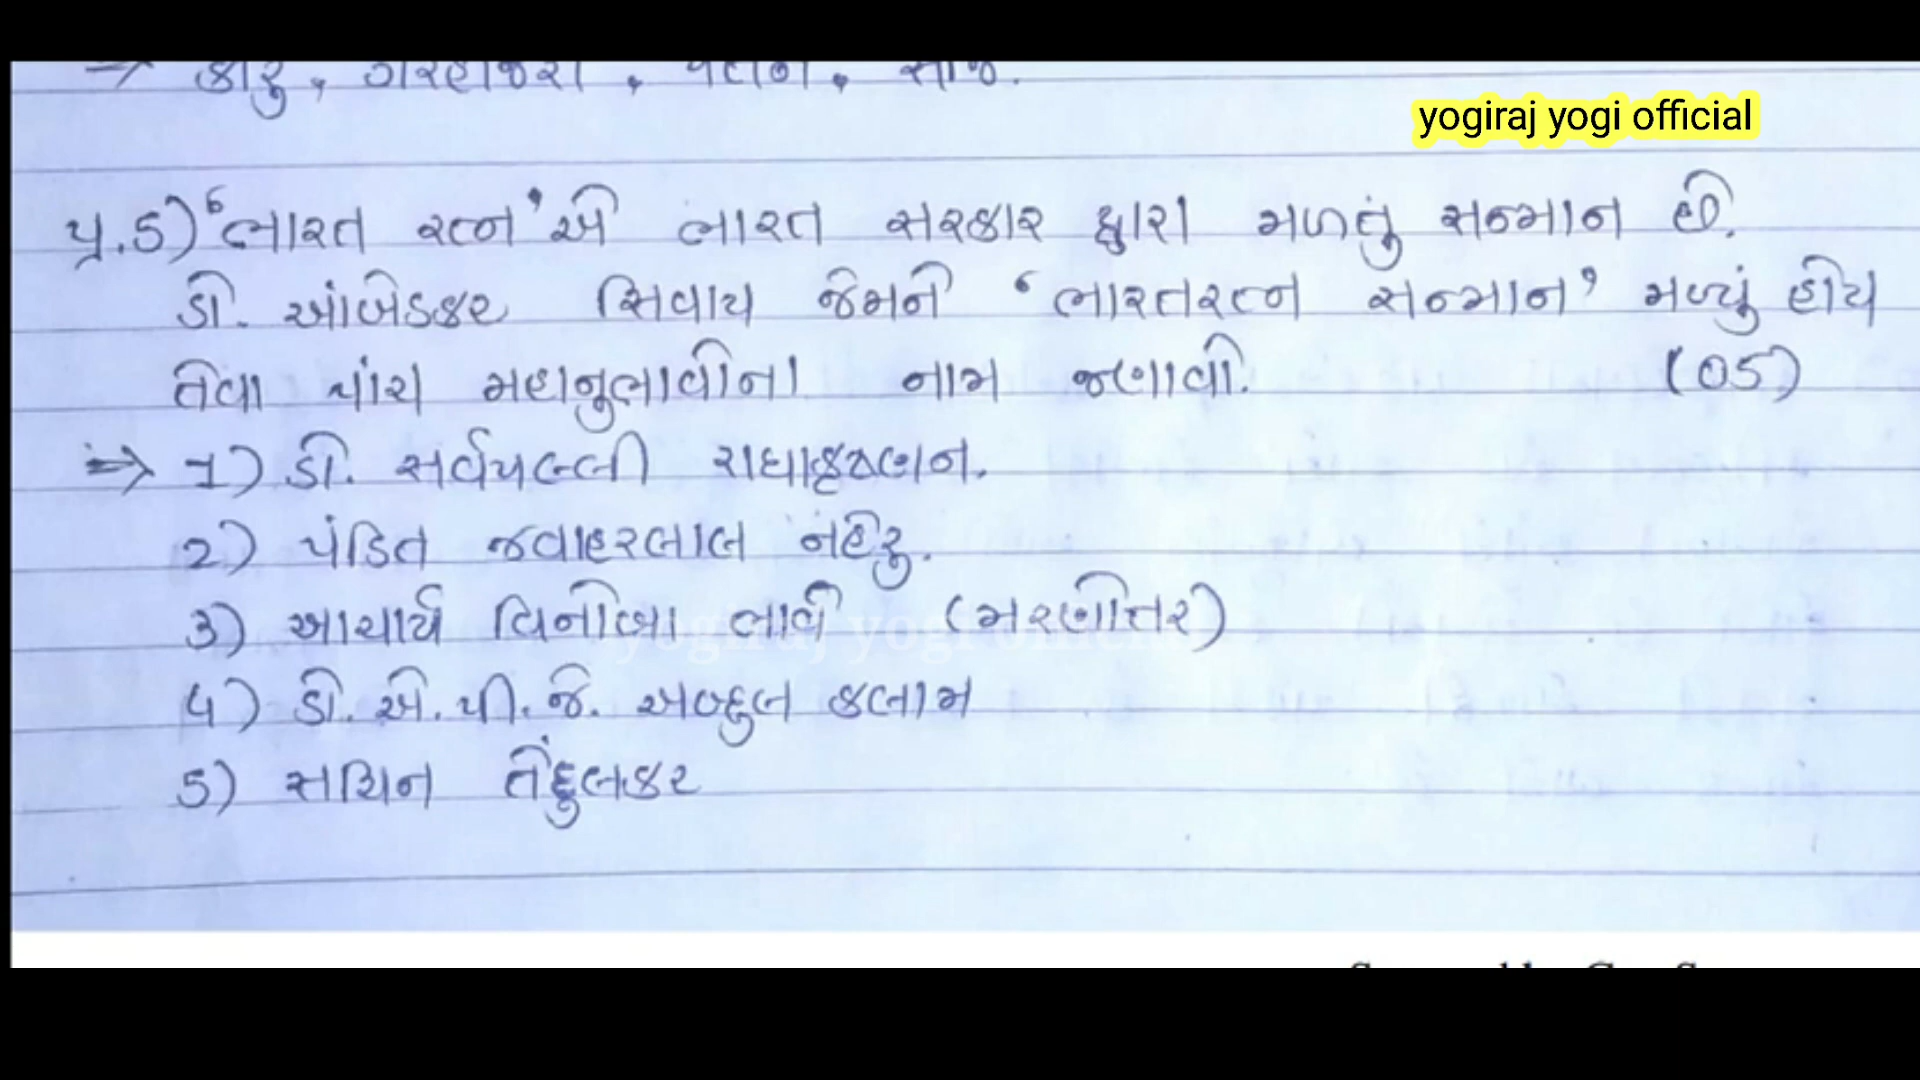 yogiraj yogi official
પ્ર.5) 'ભારત રત્ન' એ ભારત સરકાર દ્વારા મળતું સન્માન છે.
ડો. આંબેડકર સિવાય જેમને 'ભારતરત્ન સન્માન' મળ્યું હોય
તેવા પાંચ મહાનુભાવોના નામ જણાવો. (05)
⇒ 1) ડો. સર્વપલ્લી રાધાકૃષ્ણન.
2) પંડિત જવાહરલાલ નહેરુ.
3) આચાર્ય વિનોબા ભાવે (મરણોત્તર)
4) ડો. એ. પી. જે. અબ્દુલ કલામ
5) સચિન તેંદુલકર